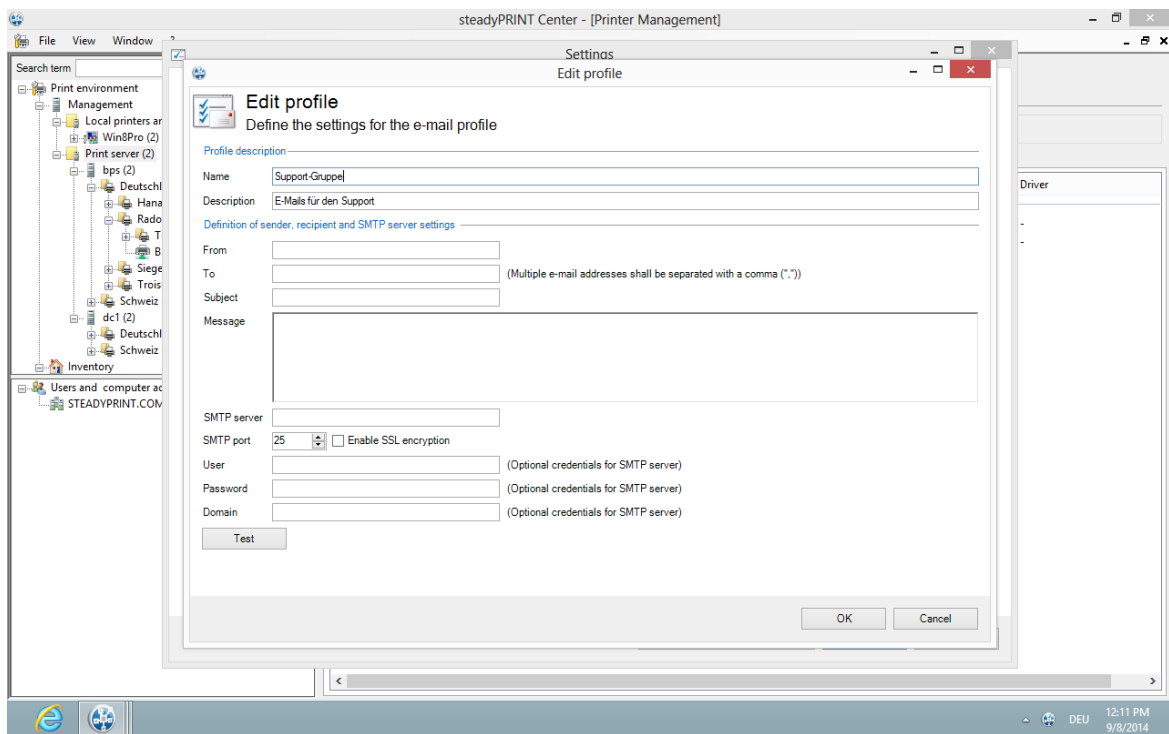 steadyPRINT Center - [Printer Management]
File View Window ?
Settings
Search term
Edit profile
Print environment
Management
Local printers ar
Win8Pro (2)
Print server (2)
bps (2)
Deutschl
Hana
Rado
T
B
Siege
Trois
Schweiz
dc1 (2)
Deutschl
Schweiz
Inventory
Users and computer ac
STEADYPRINT.COM
Edit profile
Define the settings for the e-mail profile
Profile description
Name Support-Gruppe
Description E-Mails für den Support
Definition of sender, recipient and SMTP server settings
From
To (Multiple e-mail addresses shall be separated with a comma (","))
Subject
Message
SMTP server
SMTP port 25 Enable SSL encryption
User (Optional credentials for SMTP server)
Password (Optional credentials for SMTP server)
Domain (Optional credentials for SMTP server)
Test
OK Cancel
Driver
-
-
DEU 12:11 PM
9/8/2014